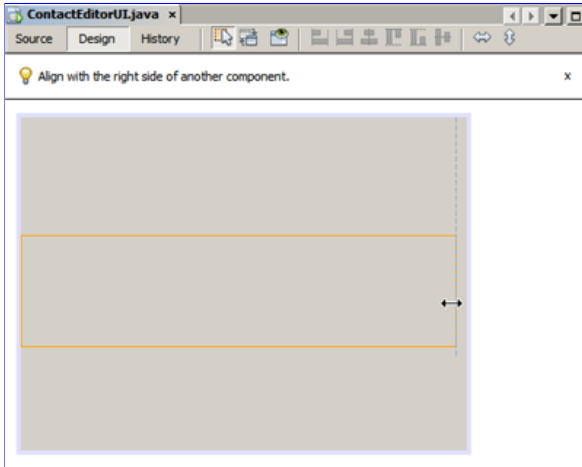 ContactEditorUI.java x
Source Design History
Align with the right side of another component. x